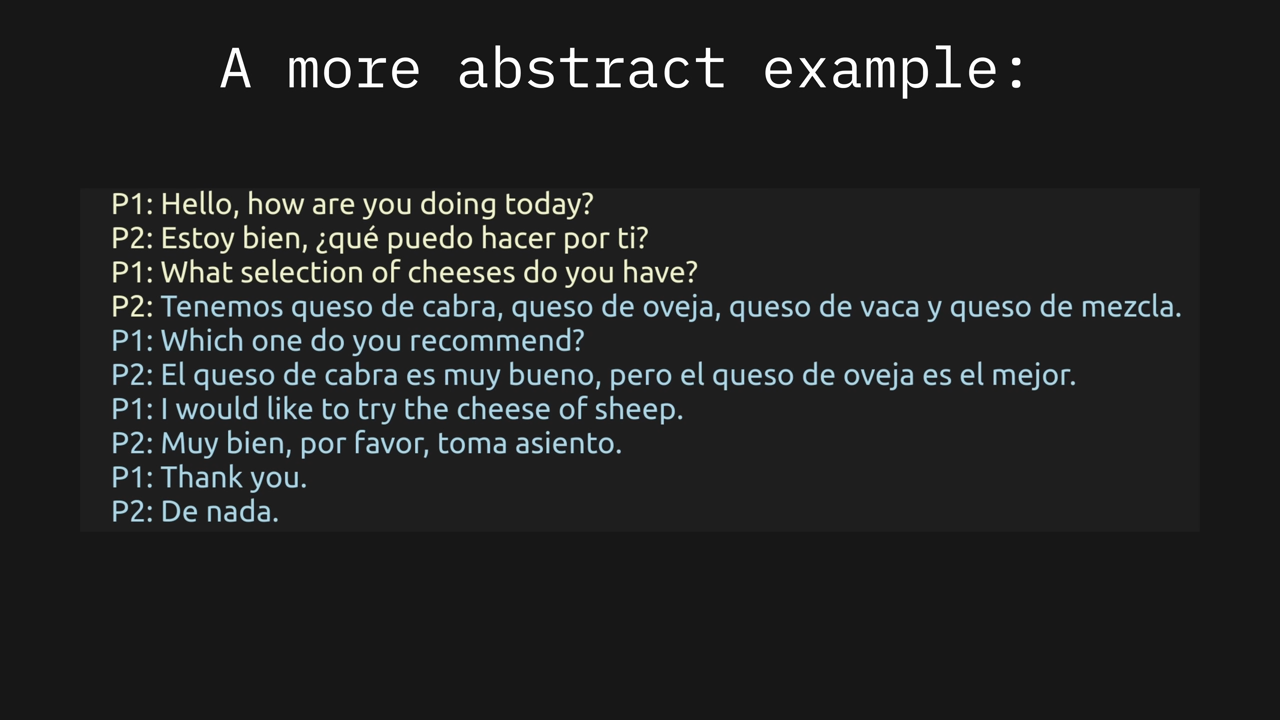 A more abstract example:
P1: Hello, how are you doing today?
P2: Estoy bien, ¿qué puedo hacer por ti?
P1: What selection of cheeses do you have?
P2: Tenemos queso de cabra, queso de oveja, queso de vaca y queso de mezcla.
P1: Which one do you recommend?
P2: El queso de cabra es muy bueno, pero el queso de oveja es el mejor.
P1: I would like to try the cheese of sheep.
P2: Muy bien, por favor, toma asiento.
P1: Thank you.
P2: De nada.